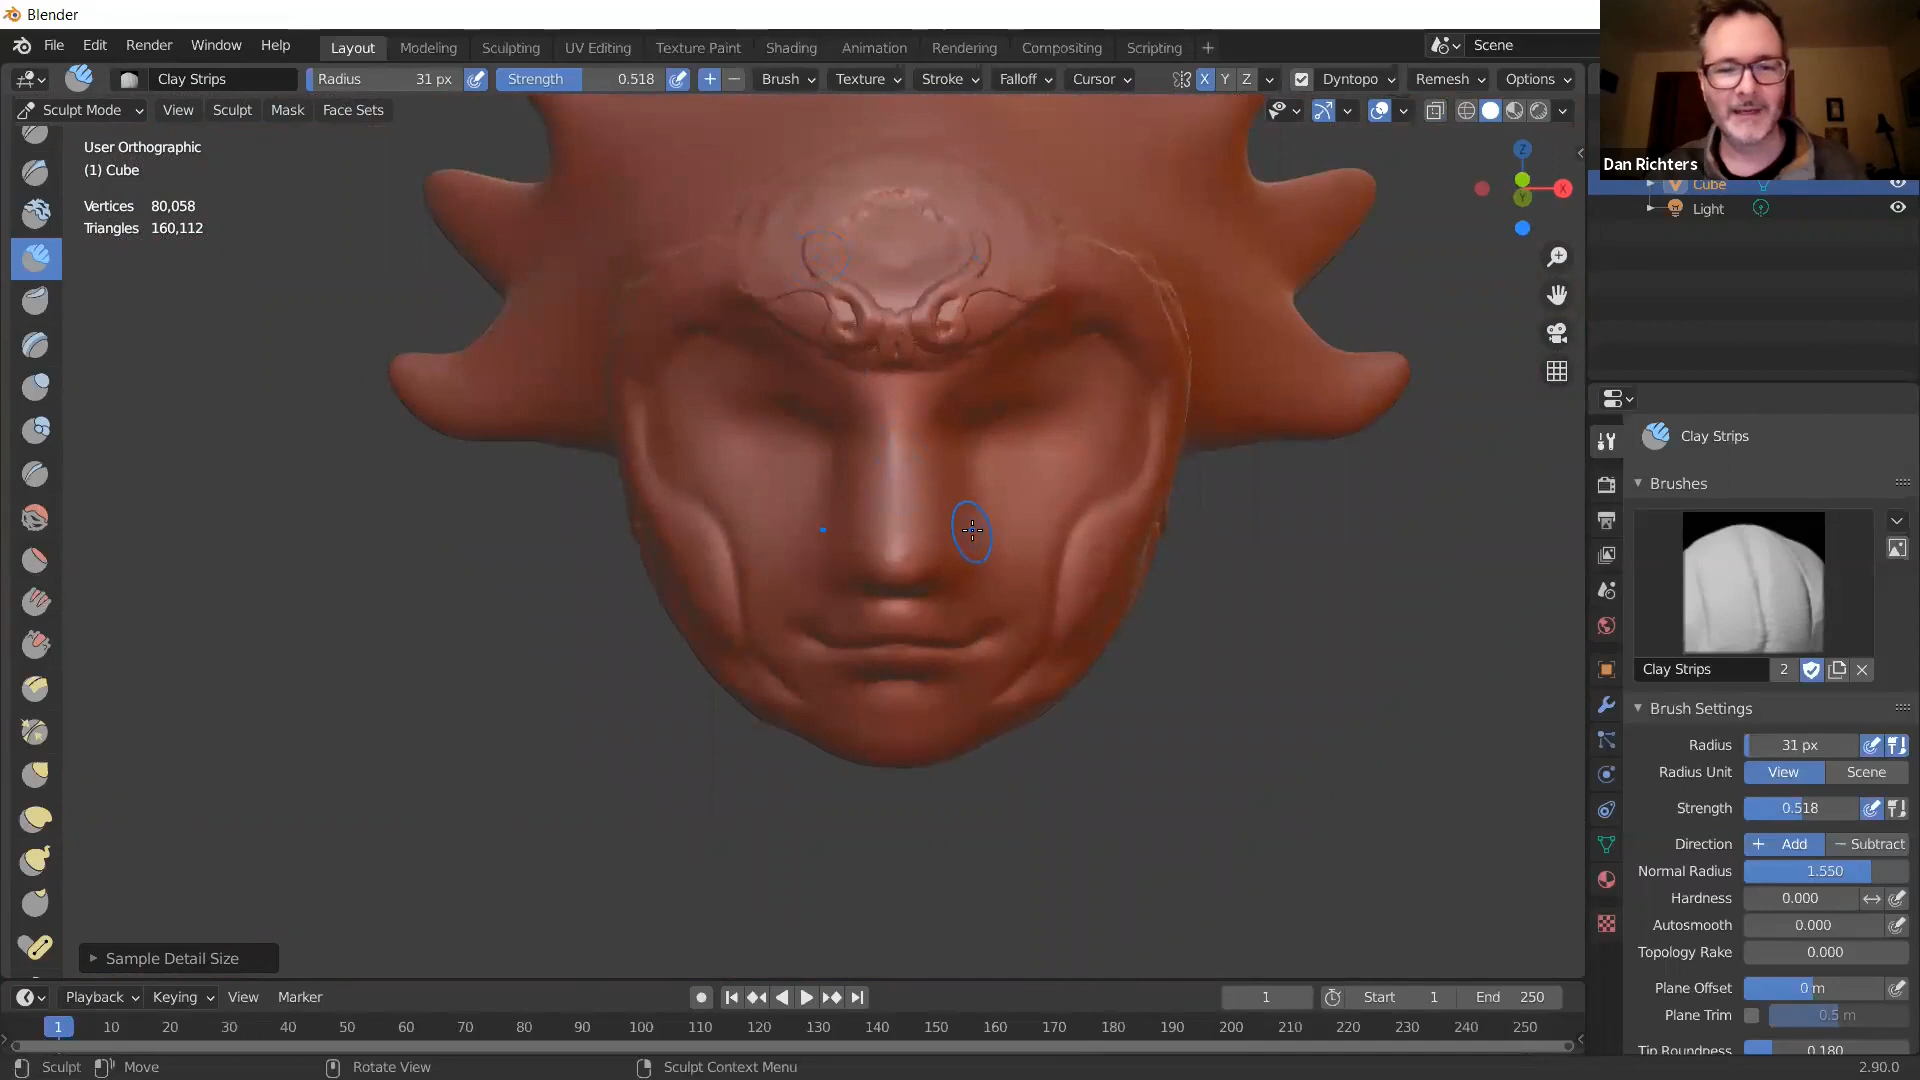 Blender
File Edit Render Window Help Layout Modeling Sculpting UV Editing Texture Paint Shading Animation Rendering Compositing Scripting + Scene
Clay Strips Radius 31 px Strength 0.518 + − Brush Texture Stroke Falloff Cursor X Y Z Dyntopo Remesh Options
Sculpt Mode View Sculpt Mask Face Sets
Dan Richters
User Orthographic
(1) Cube
Vertices 80,058
Triangles 160,112
Z
X
Y
Cube
Light
Clay Strips
Brushes
Clay Strips 2
Brush Settings
Radius 31 px
Radius Unit View Scene
Strength 0.518
Direction + Add − Subtract
Normal Radius 1.550
Hardness 0.000
Autosmooth 0.000
Topology Rake 0.000
Plane Offset 0 m
Plane Trim 0.5 m
Tip Roundness 0.180
Sample Detail Size
Playback Keying View Marker 1 Start 1 End 250
1 10 20 30 40 50 60 70 80 90 100 110 120 130 140 150 160 170 180 190 200 210 220 230 240 250
Sculpt Move Rotate View Sculpt Context Menu 2.90.0